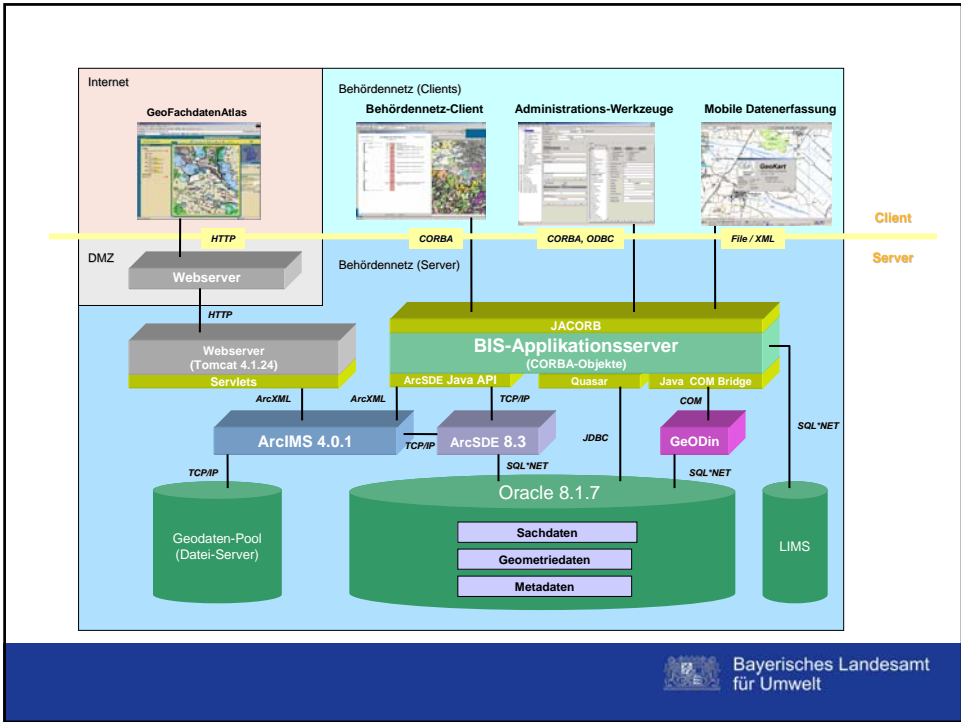 Internet
Behördennetz (Clients)
GeoFachdatenAtlas
Behördennetz-Client
Administrations-Werkzeuge
Mobile Datenerfassung
GeoKart
Client
HTTP
CORBA
CORBA, ODBC
File / XML
Server
DMZ
Behördennetz (Server)
Webserver
HTTP
JACORB
Webserver
(Tomcat 4.1.24)
Servlets
BIS-Applikationsserver
(CORBA-Objekte)
ArcSDE Java API
Quasar
Java COM Bridge
ArcXML
ArcXML
TCP/IP
COM
SQL*NET
ArcIMS 4.0.1
TCP/IP
ArcSDE 8.3
JDBC
GeODin
TCP/IP
SQL*NET
SQL*NET
Oracle 8.1.7
Geodaten-Pool
(Datei-Server)
Sachdaten
Geometriedaten
Metadaten
LIMS
Bayerisches Landesamt
für Umwelt